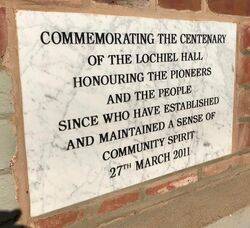 COMMEMORATING THE CENTENARY
OF THE LOCHIEL HALL
HONOURING THE PIONEERS
AND THE PEOPLE
SINCE WHO HAVE ESTABLISHED
AND MAINTAINED A SENSE OF
COMMUNITY SPIRIT
27TH MARCH 2011